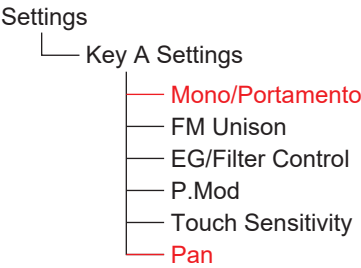 Settings
Key A Settings
Mono/Portamento
FM Unison
EG/Filter Control
P.Mod
Touch Sensitivity
Pan